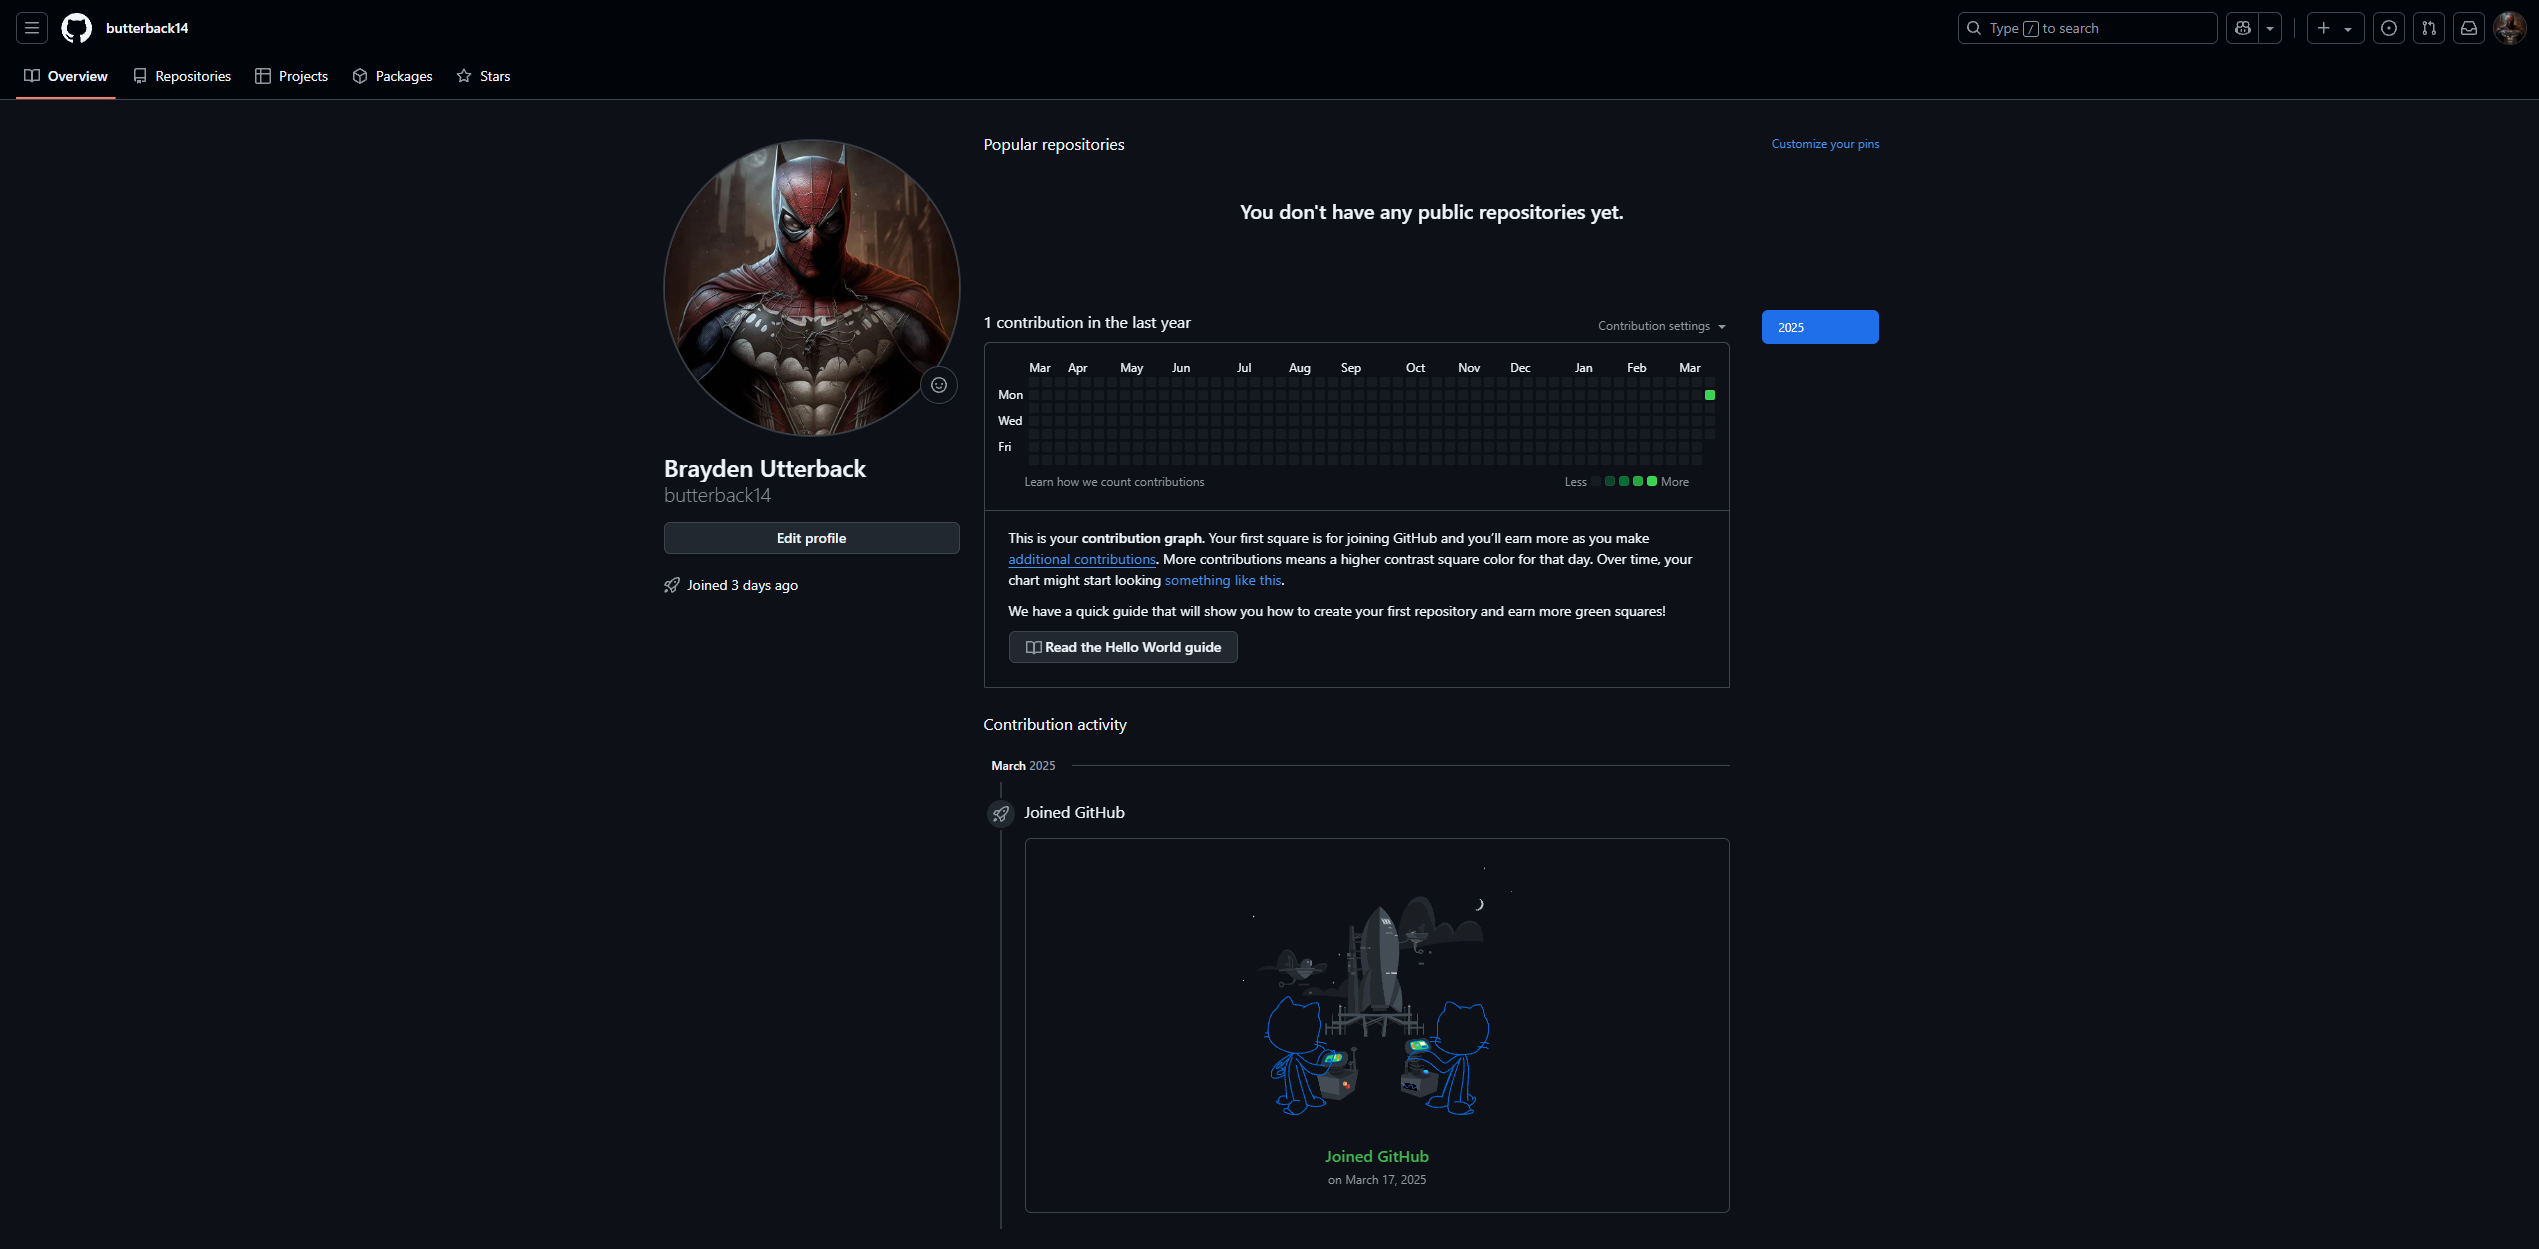 butterback14
Type / to search
Overview
Repositories
Projects
Packages
Stars
Popular repositories
Customize your pins
You don't have any public repositories yet.
Brayden Utterback
butterback14
Edit profile
Joined 3 days ago
1 contribution in the last year
Contribution settings
2025
Mar Apr May Jun Jul Aug Sep Oct Nov Dec Jan Feb Mar
Mon
Wed
Fri
Learn how we count contributions
Less More
This is your contribution graph. Your first square is for joining GitHub and you’ll earn more as you make
additional contributions. More contributions means a higher contrast square color for that day. Over time, your
chart might start looking something like this.
We have a quick guide that will show you how to create your first repository and earn more green squares!
Read the Hello World guide
Contribution activity
March 2025
Joined GitHub
Joined GitHub
on March 17, 2025